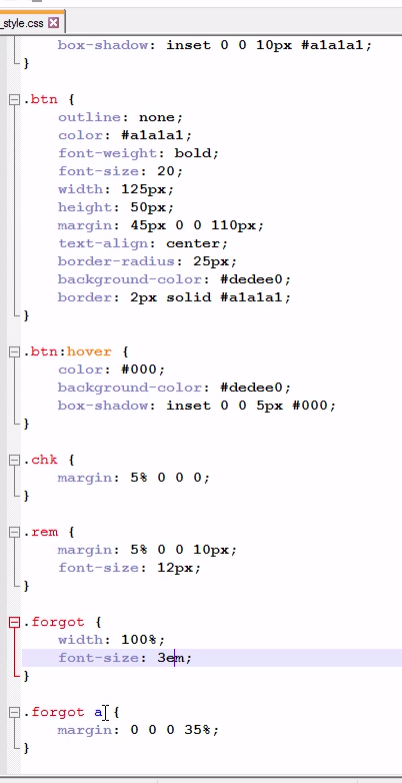 _style.css
box-shadow: inset 0 0 10px #a1a1a1;
}
.btn {
outline: none;
color: #a1a1a1;
font-weight: bold;
font-size: 20;
width: 125px;
height: 50px;
margin: 45px 0 0 110px;
text-align: center;
border-radius: 25px;
background-color: #dedee0;
border: 2px solid #a1a1a1;
}
.btn:hover {
color: #000;
background-color: #dedee0;
box-shadow: inset 0 0 5px #000;
}
.chk {
margin: 5% 0 0 0;
}
.rem {
margin: 5% 0 0 10px;
font-size: 12px;
}
.forgot {
width: 100%;
font-size: 3em;
}
.forgot a {
margin: 0 0 0 35%;
}